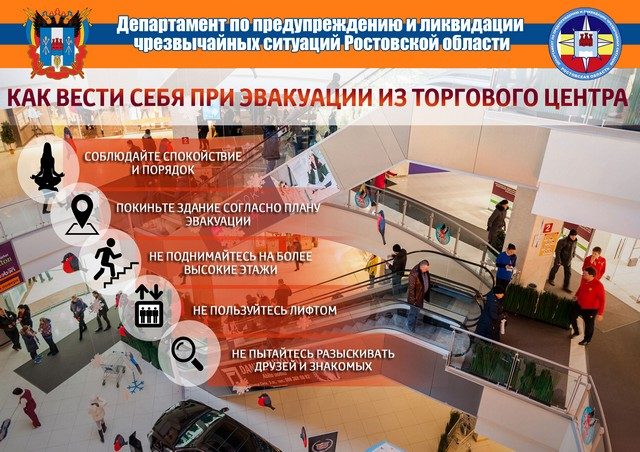 Департамент по предупреждению и ликвидации
чрезвычайных ситуаций Ростовской области
КАК ВЕСТИ СЕБЯ ПРИ ЭВАКУАЦИИ ИЗ ТОРГОВОГО ЦЕНТРА
СОБЛЮДАЙТЕ СПОКОЙСТВИЕ
И ПОРЯДОК
ПОКИНЬТЕ ЗДАНИЕ СОГЛАСНО ПЛАНУ
ЭВАКУАЦИИ
НЕ ПОДНИМАЙТЕСЬ НА БОЛЕЕ
ВЫСОКИЕ ЭТАЖИ
НЕ ПОЛЬЗУЙТЕСЬ ЛИФТОМ
НЕ ПЫТАЙТЕСЬ РАЗЫСКИВАТЬ
ДРУЗЕЙ И ЗНАКОМЫХ